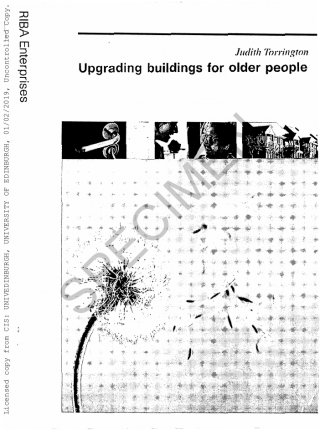 Judith Torrington
Upgrading buildings for older people
SPECIMEN
RIBA Enterprises
Licensed copy from CIS: UNIEDINBURGH, UNIVERSITY OF EDINBURGH, 01/02/2019, Uncontrolled Copy.